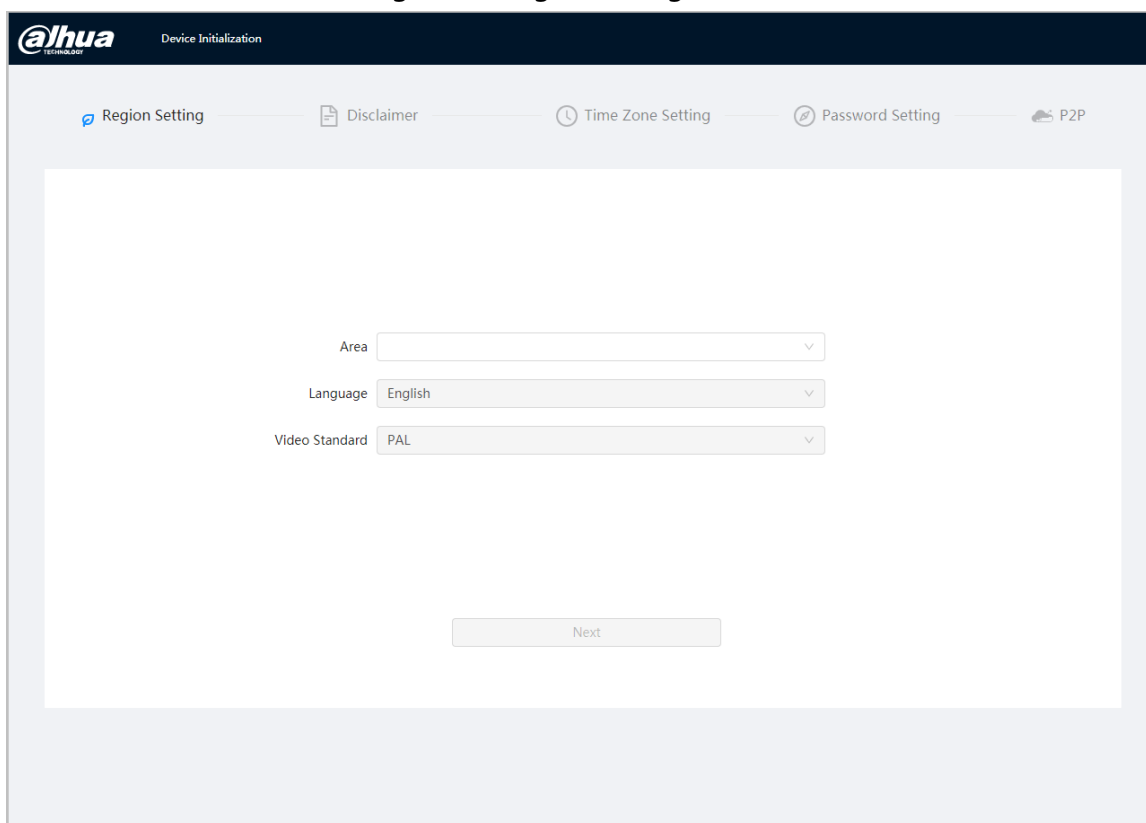 alhua
TECHNOLOGY
Device Initialization
Region Setting
Disclaimer
Time Zone Setting
Password Setting
P2P
Area
Language English
Video Standard PAL
Next